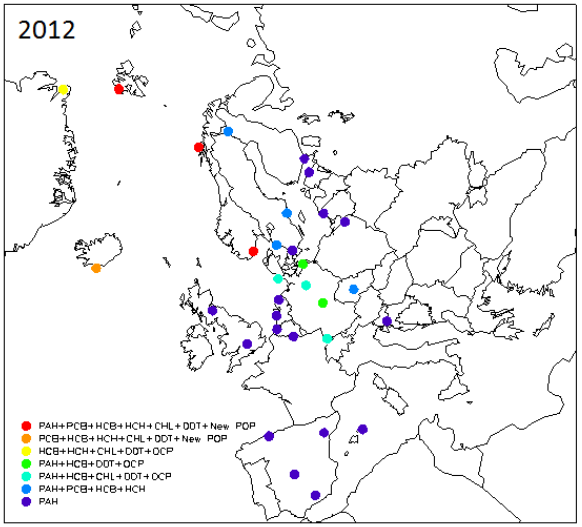 2012
PAH+PCB+HCB+HCH+CHL+DDT+New POP
PCB+HCB+HCH+CHL+DDT+New POP
HCB+HCH+CHL+DDT+OCP
PAH+HCB+DDT+OCP
PAH+HCB+CHL+DDT+OCP
PAH+PCB+HCB+HCH
PAH